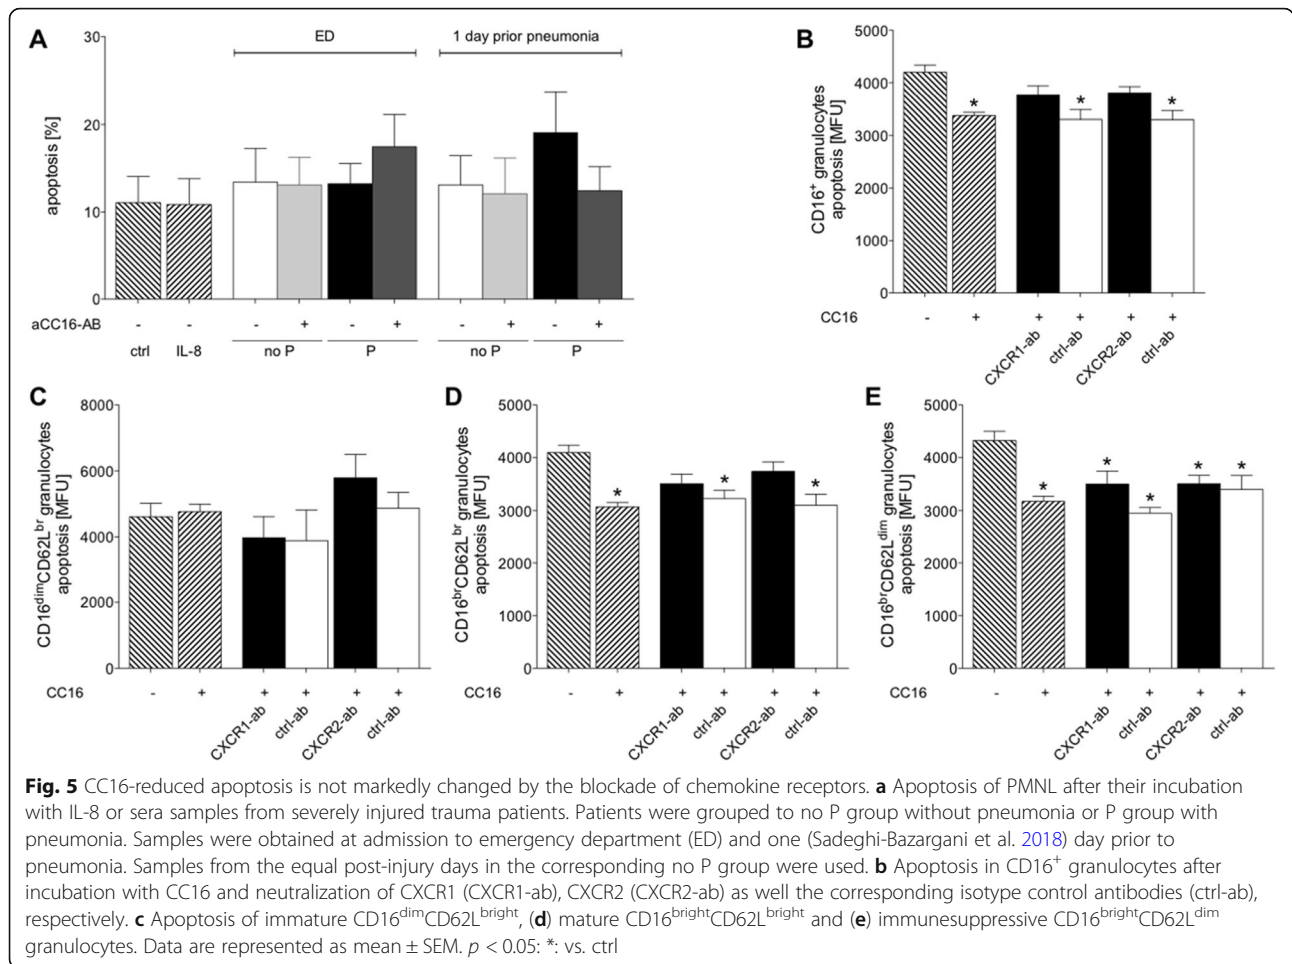 A
ED
1 day prior pneumonia
30
20
10
0
apoptosis [%]
aCC16-AB - - - + - + - + - +
ctrl IL-8 no P P no P P
B
5000
4000
3000
2000
1000
0
CD16+ granulocytes
apoptosis [MFU]
CC16 - + + + + +
CXCR1-ab ctrl-ab CXCR2-ab ctrl-ab
* * *
C
8000
6000
4000
2000
0
CD16dimCD62Lbr granulocytes
apoptosis [MFU]
CC16 - + + + + +
CXCR1-ab ctrl-ab CXCR2-ab ctrl-ab
D
5000
4000
3000
2000
1000
0
CD16brCD62Lbr granulocytes
apoptosis [MFU]
CC16 - + + + + +
CXCR1-ab ctrl-ab CXCR2-ab ctrl-ab
* * *
E
5000
4000
3000
2000
1000
0
CD16brCD62Ldim granulocytes
apoptosis [MFU]
CC16 - + + + + +
CXCR1-ab ctrl-ab CXCR2-ab ctrl-ab
* * * * *
Fig. 5 CC16-reduced apoptosis is not markedly changed by the blockade of chemokine receptors. a Apoptosis of PMNL after their incubation
with IL-8 or sera samples from severely injured trauma patients. Patients were grouped to no P group without pneumonia or P group with
pneumonia. Samples were obtained at admission to emergency department (ED) and one (Sadeghi-Bazargani et al. 2018) day prior to
pneumonia. Samples from the equal post-injury days in the corresponding no P group were used. b Apoptosis in CD16+ granulocytes after
incubation with CC16 and neutralization of CXCR1 (CXCR1-ab), CXCR2 (CXCR2-ab) as well the corresponding isotype control antibodies (ctrl-ab),
respectively. c Apoptosis of immature CD16dimCD62Lbright, (d) mature CD16brightCD62Lbright and (e) immunesuppressive CD16brightCD62Ldim
granulocytes. Data are represented as mean ± SEM. p < 0.05: *: vs. ctrl